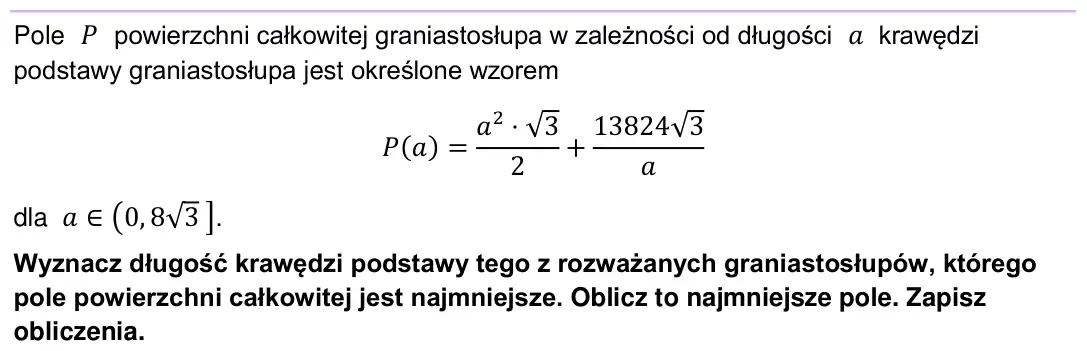 Pole P powierzchni całkowitej graniastosłupa w zależności od długości a krawędzi
podstawy graniastosłupa jest określone wzorem
P(a) = a² · √3 / 2 + 13824√3 / a
dla a ∈ (0, 8√3 ].
Wyznacz długość krawędzi podstawy tego z rozważanych graniastosłupów, którego
pole powierzchni całkowitej jest najmniejsze. Oblicz to najmniejsze pole. Zapisz
obliczenia.